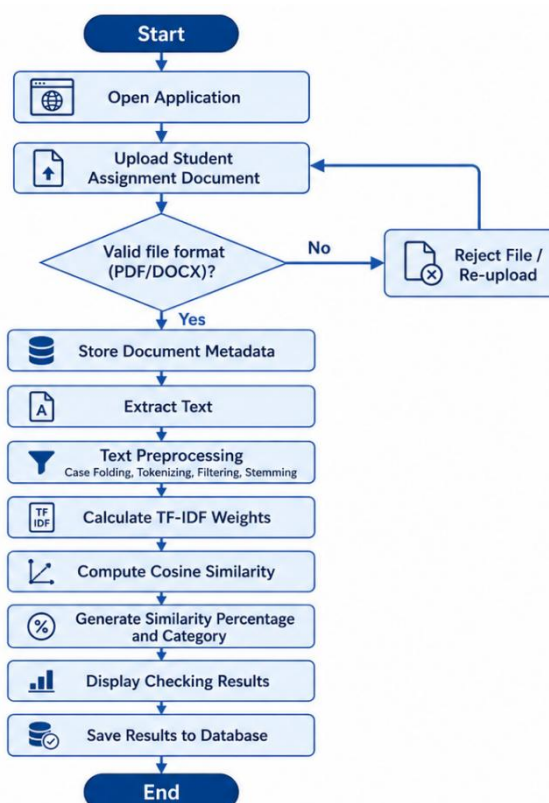 Start
Open Application
Upload Student
Assignment Document
Valid file format
(PDF/DOCX)?
No
Reject File /
Re-upload
Yes
Store Document Metadata
A
Extract Text
Text Preprocessing
Case Folding, Tokenizing, Filtering, Stemming
TF
IDF
Calculate TF-IDF Weights
Compute Cosine Similarity
%
Generate Similarity Percentage
and Category
Display Checking Results
Save Results to Database
End